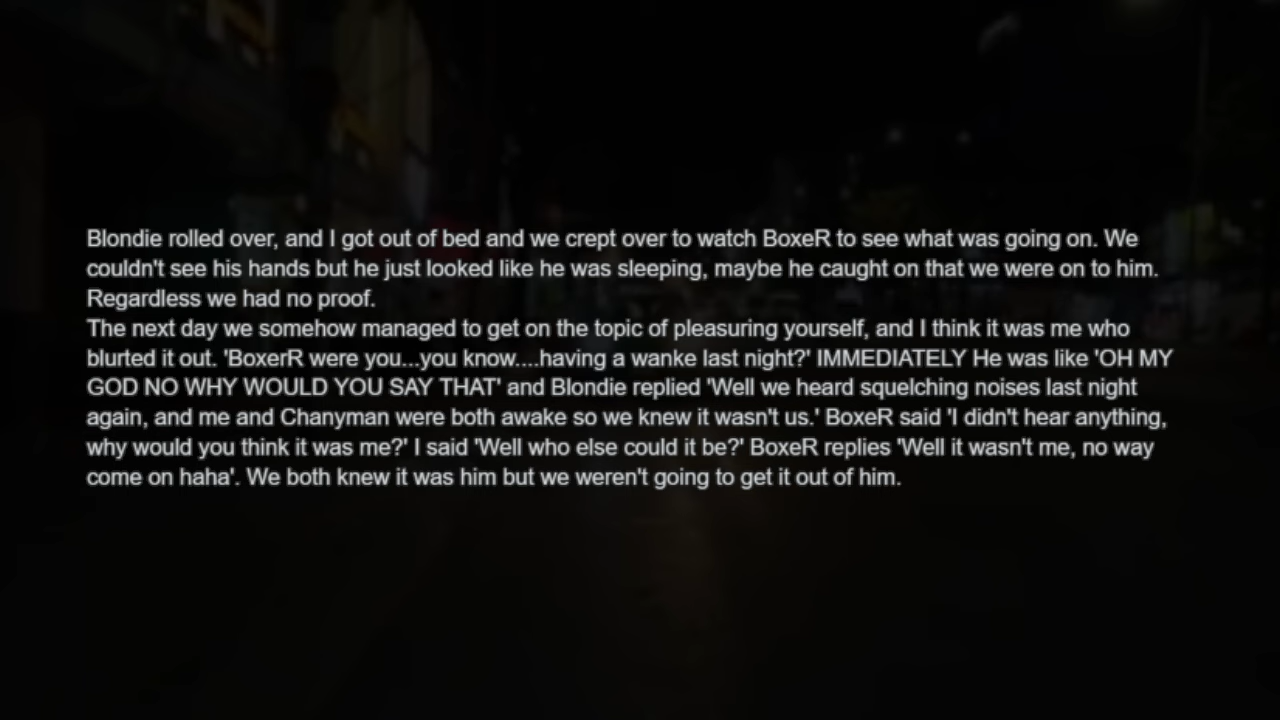 Blondie rolled over, and I got out of bed and we crept over to watch BoxeR to see what was going on. We
couldn't see his hands but he just looked like he was sleeping, maybe he caught on that we were on to him.
Regardless we had no proof.
The next day we somehow managed to get on the topic of pleasuring yourself, and I think it was me who
blurted it out. 'BoxerR were you...you know....having a wanke last night?' IMMEDIATELY He was like 'OH MY
GOD NO WHY WOULD YOU SAY THAT' and Blondie replied 'Well we heard squelching noises last night
again, and me and Chanyman were both awake so we knew it wasn't us.' BoxeR said 'I didn't hear anything,
why would you think it was me?' I said 'Well who else could it be?' BoxeR replies 'Well it wasn't me, no way
come on haha'. We both knew it was him but we weren't going to get it out of him.